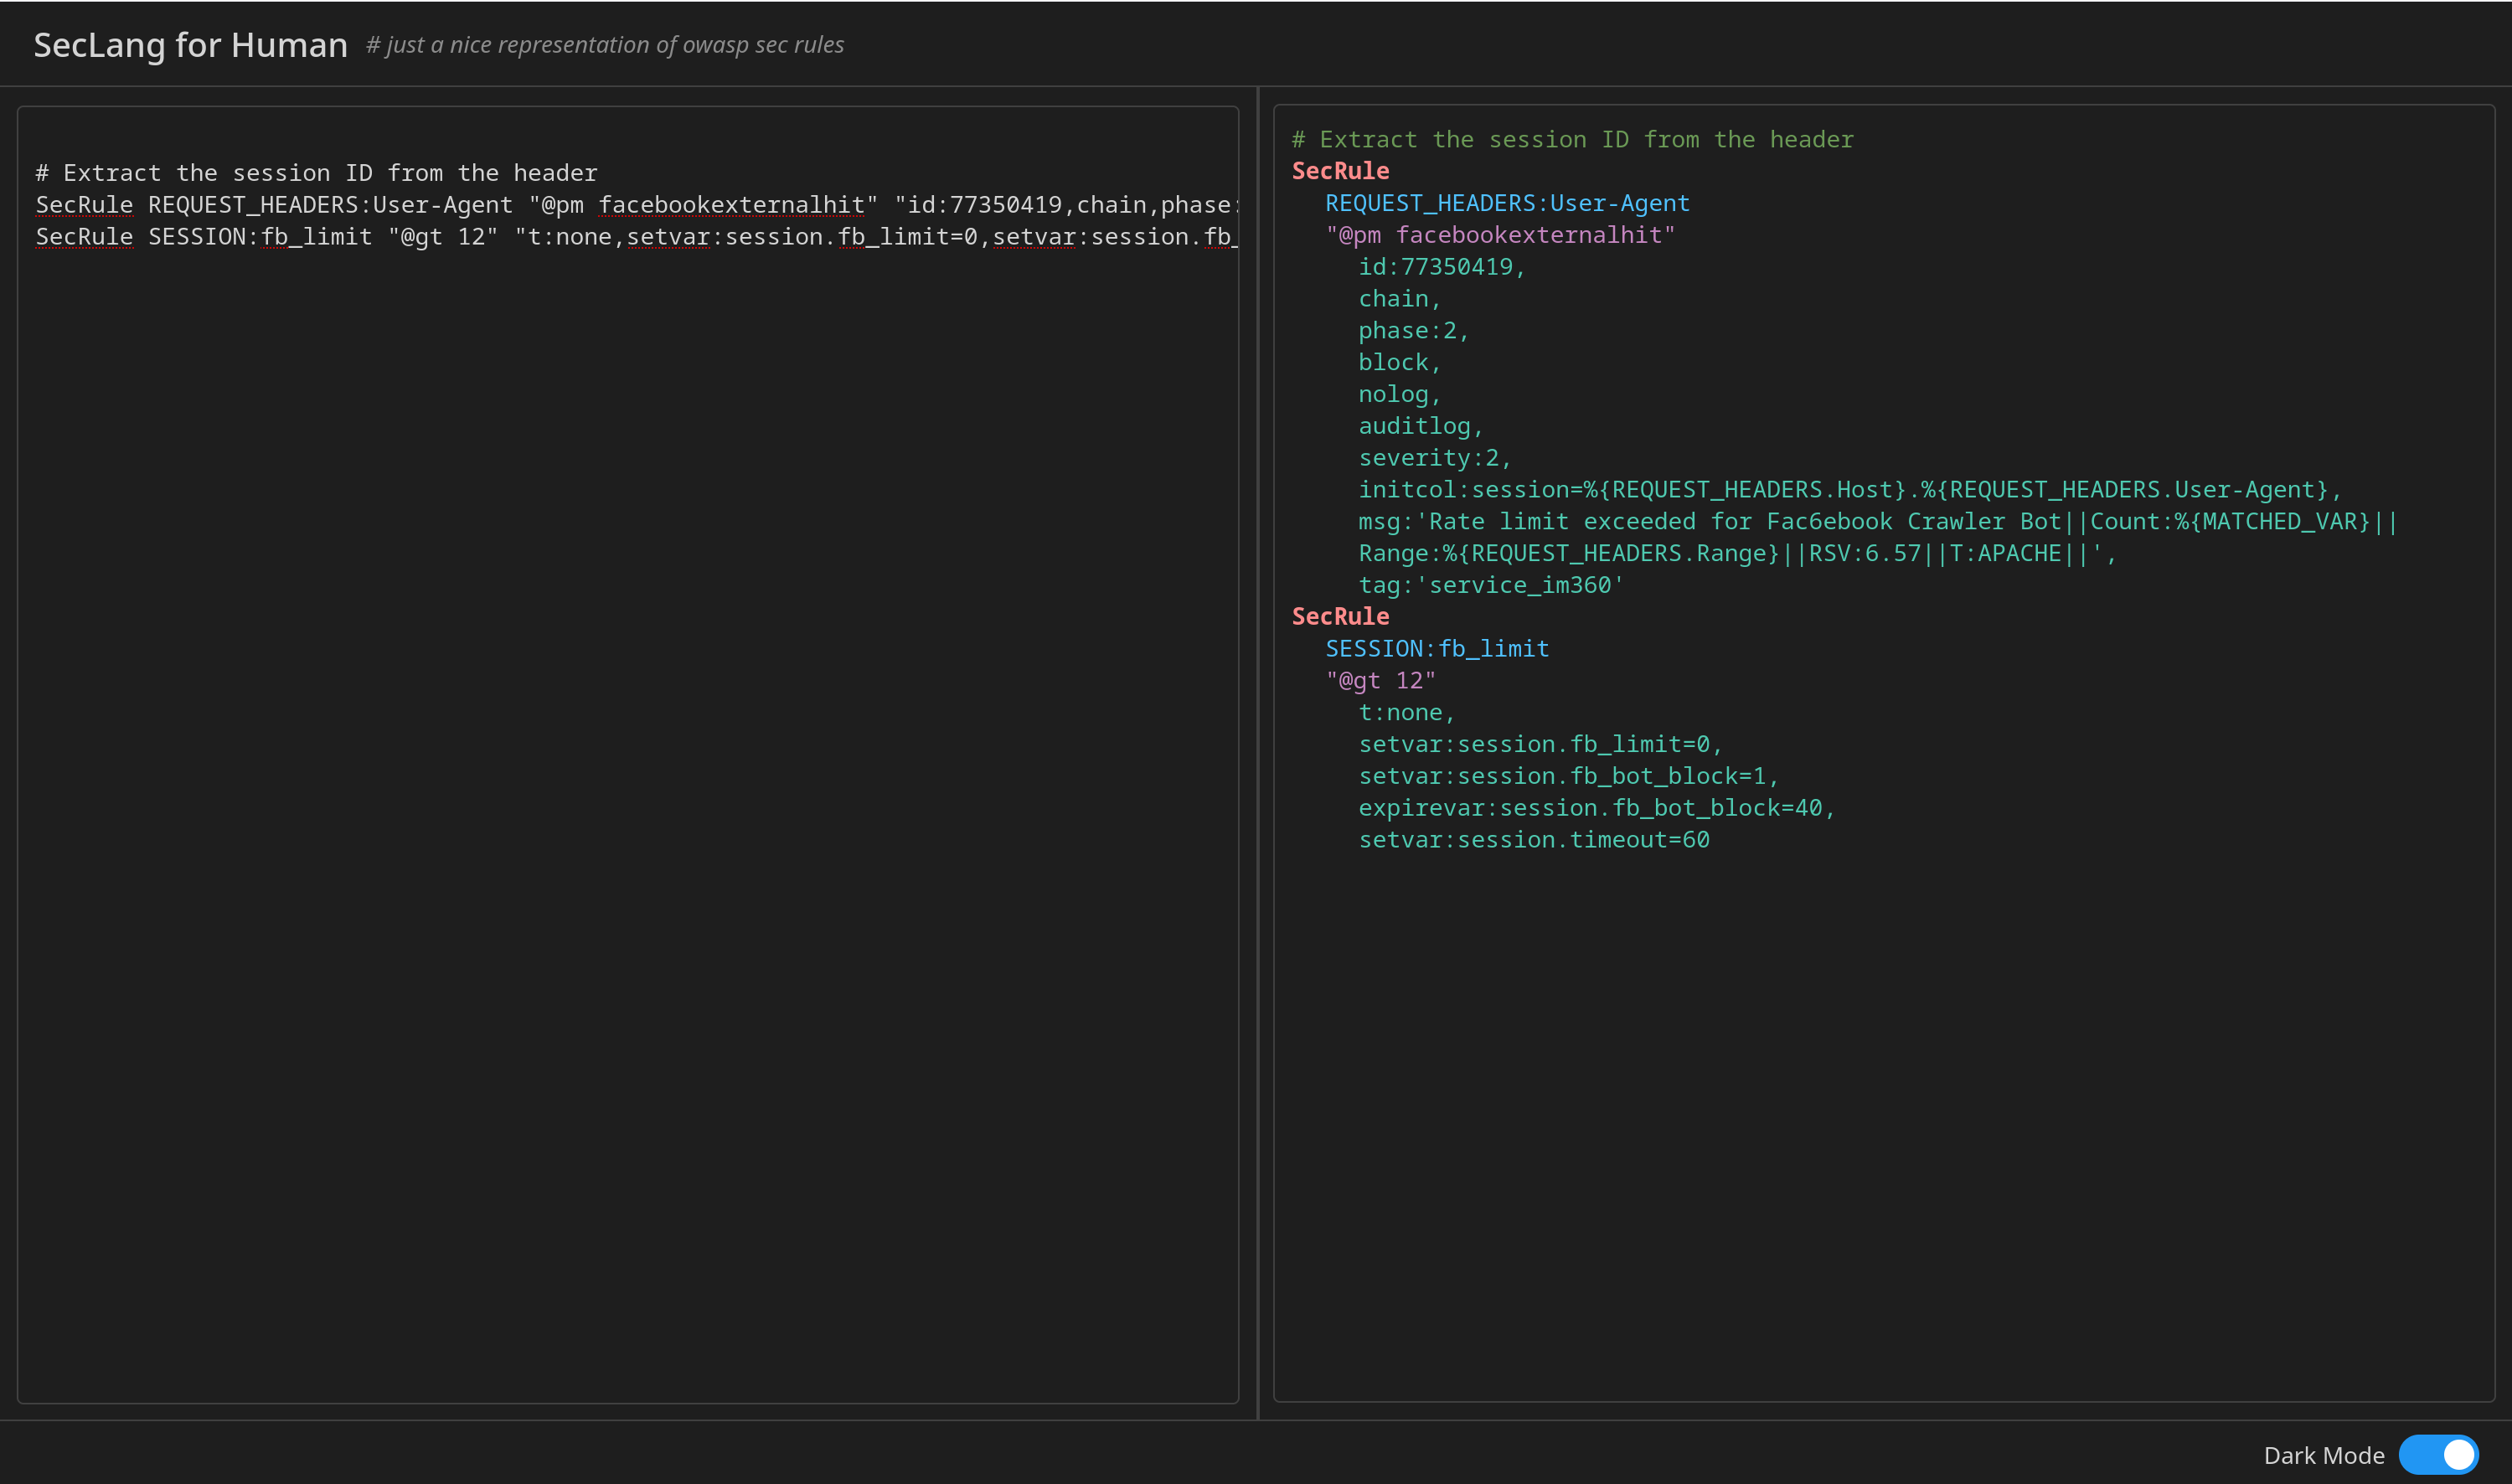 SecLang for Human # just a nice representation of owasp sec rules
# Extract the session ID from the header
SecRule REQUEST_HEADERS:User-Agent "@pm facebookexternalhit" "id:77350419,chain,phase:
SecRule SESSION:fb_limit "@gt 12" "t:none,setvar:session.fb_limit=0,setvar:session.fb_
# Extract the session ID from the header
SecRule
REQUEST_HEADERS:User-Agent
"@pm facebookexternalhit"
id:77350419,
chain,
phase:2,
block,
nolog,
auditlog,
severity:2,
initcol:session=%{REQUEST_HEADERS.Host}.%{REQUEST_HEADERS.User-Agent},
msg:'Rate limit exceeded for Fac6ebook Crawler Bot||Count:%{MATCHED_VAR}||
Range:%{REQUEST_HEADERS.Range}||RSV:6.57||T:APACHE||',
tag:'service_im360'
SecRule
SESSION:fb_limit
"@gt 12"
t:none,
setvar:session.fb_limit=0,
setvar:session.fb_bot_block=1,
expirevar:session.fb_bot_block=40,
setvar:session.timeout=60
Dark Mode